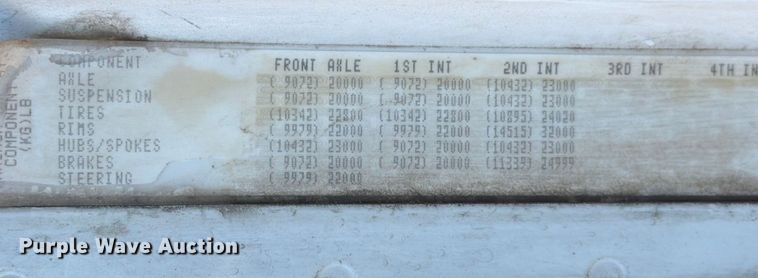 COMPONENT FRONT AXLE 1ST INT 2ND INT 3RD INT 4TH IN
AXLE ( 9072) 20000 ( 9072) 20000 (10432) 23000
SUSPENSION ( 9072) 20000 ( 9072) 20000 (10432) 23000
TIRES (10342) 22800 (10342) 22800 (10895) 24020
RIMS ( 9979) 22000 ( 9979) 22000 (14515) 32000
HUBS/SPOKES (10432) 23000 ( 9072) 20000 (10432) 23000
BRAKES ( 9072) 20000 ( 9072) 20000 (11339) 24999
STEERING ( 9979) 22000
COMPONENT
(KG)LB
Purple Wave Auction